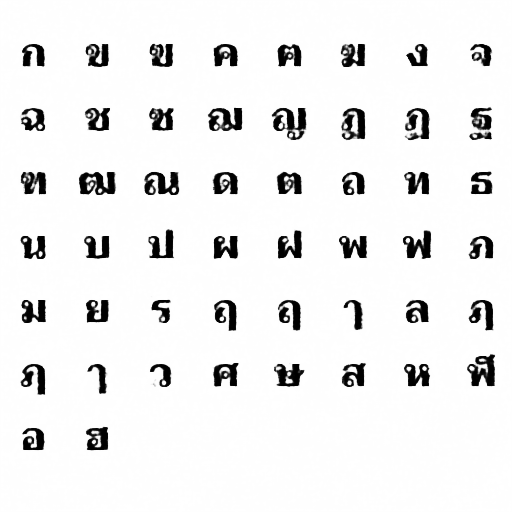 ก ข ฃ ค ฅ ฆ ง จ
ฉ ช ซ ฌ ญ ฎ ฏ ฐ
ฑ ฒ ณ ด ต ถ ท ธ
น บ ป ผ ฝ พ ฟ ภ
ม ย ร ฤ ฤ ๅ ล ฦ
ฦ ๅ ว ศ ษ ส ห ฬ
อ ฮ